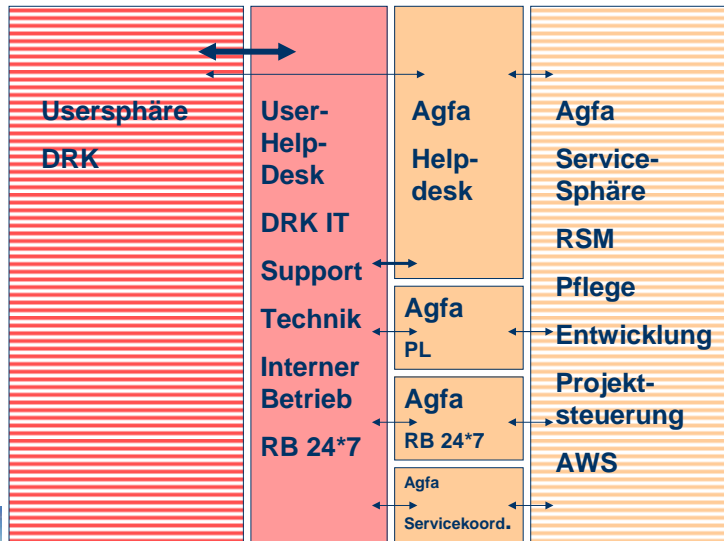 Usersphäre
DRK
User-
Help-
Desk
DRK IT
Support
Technik
Interner
Betrieb
RB 24*7
Agfa
Help-
desk
Agfa
PL
Agfa
RB 24*7
Agfa
Servicekoord.
Agfa
Service-
Sphäre
RSM
Pflege
Entwicklung
Projekt-
steuerung
AWS